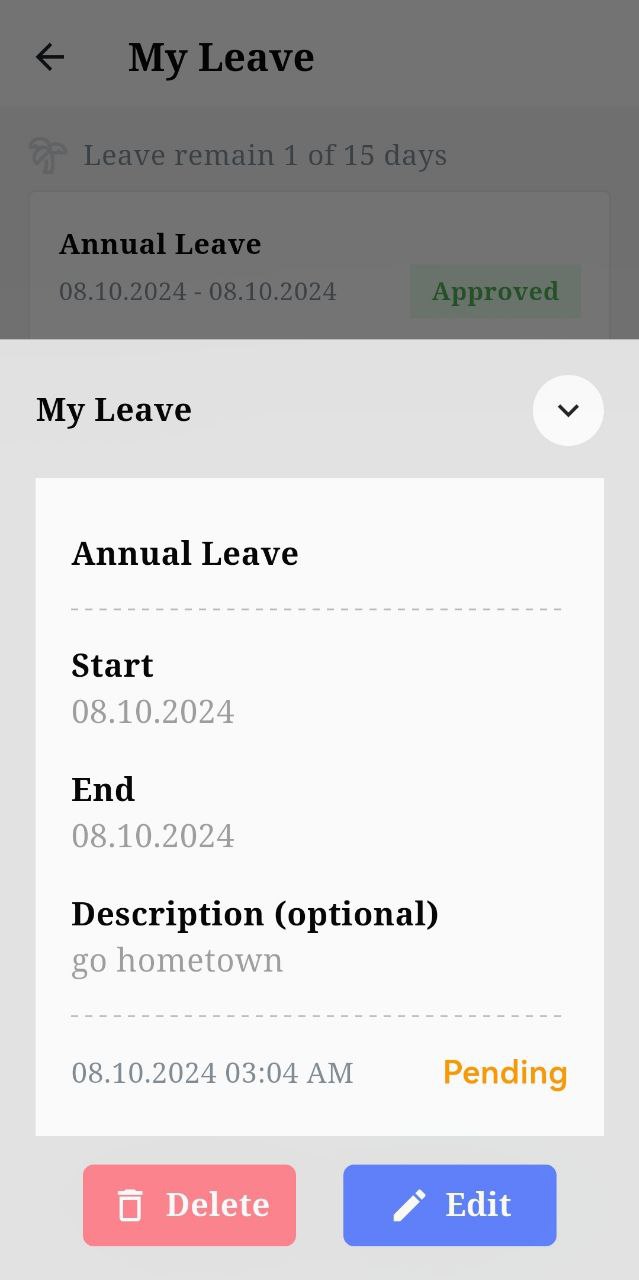 My Leave
Leave remain 1 of 15 days
Annual Leave
08.10.2024 - 08.10.2024 Approved
My Leave
Annual Leave
Start
08.10.2024
End
08.10.2024
Description (optional)
go hometown
08.10.2024 03:04 AM Pending
Delete Edit